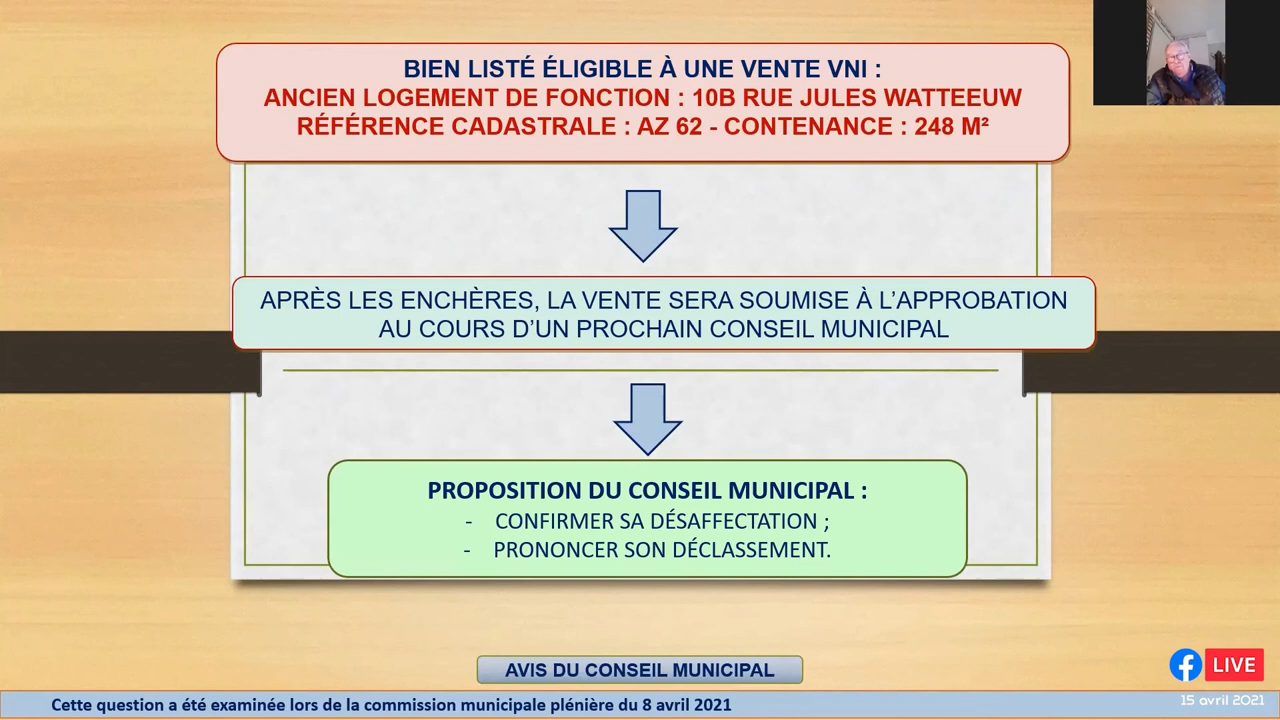 BIEN LISTÉ ÉLIGIBLE À UNE VENTE VNI :
ANCIEN LOGEMENT DE FONCTION : 10B RUE JULES WATTEEUW
RÉFÉRENCE CADASTRALE : AZ 62 - CONTENANCE : 248 M²
APRÈS LES ENCHÈRES, LA VENTE SERA SOUMISE À L’APPROBATION
AU COURS D’UN PROCHAIN CONSEIL MUNICIPAL
PROPOSITION DU CONSEIL MUNICIPAL :
- CONFIRMER SA DÉSAFFECTATION ;
- PRONONCER SON DÉCLASSEMENT.
AVIS DU CONSEIL MUNICIPAL
LIVE
Cette question a été examinée lors de la commission municipale plénière du 8 avril 2021
15 avril 2021